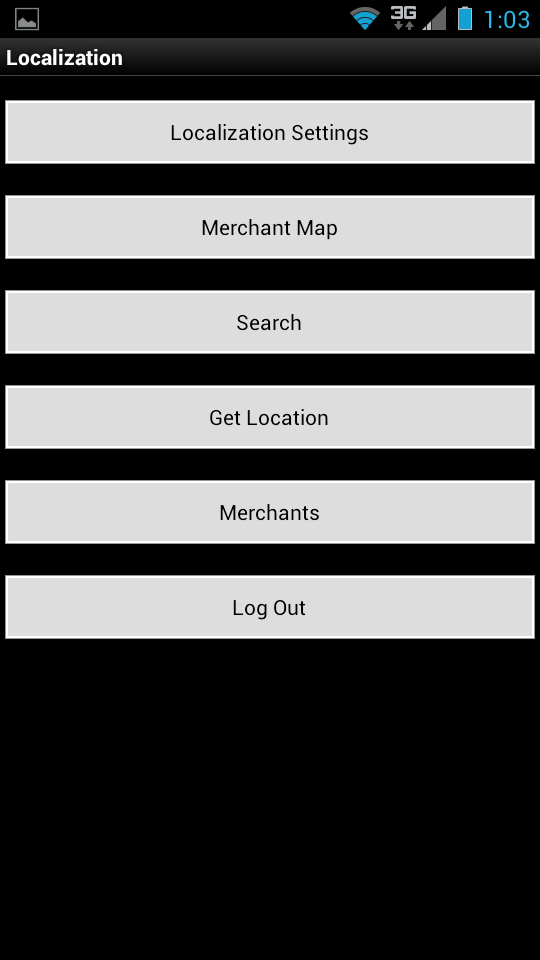 3G 1:03
Localization
Localization Settings
Merchant Map
Search
Get Location
Merchants
Log Out